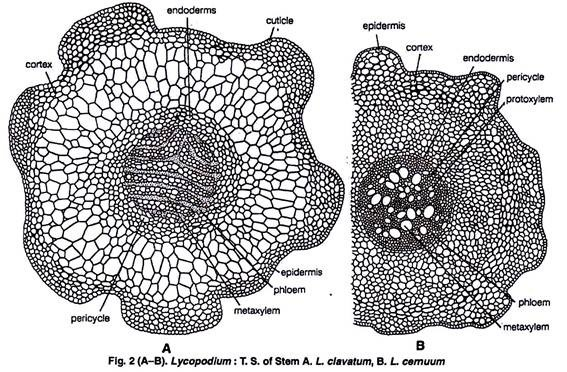 endoderms
cuticle
cortex
epidermis
phloem
metaxylem
pericycle
A
epidermis
cortex
endodermis
pericycle
protoxylem
phloem
metaxylem
B
Fig. 2 (A–B). Lycopodium : T. S. of Stem A. L. clavatum, B. L. cernuum